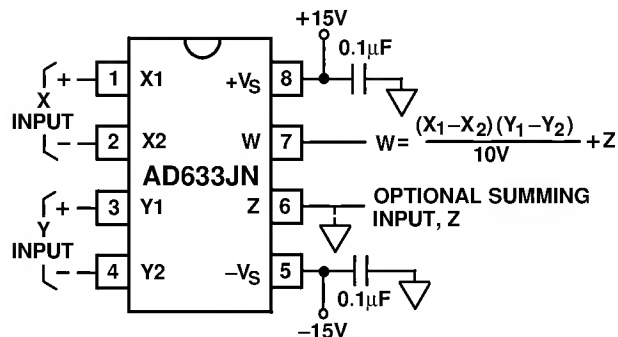 +15V
0.1µF
X INPUT
+
–
1 X1
2 X2
Y INPUT
+
–
3 Y1
4 Y2
AD633JN
+VS 8
W 7
Z 6
–VS 5
W = (X1–X2) (Y1–Y2) / 10V + Z
OPTIONAL SUMMING
INPUT, Z
0.1µF
–15V